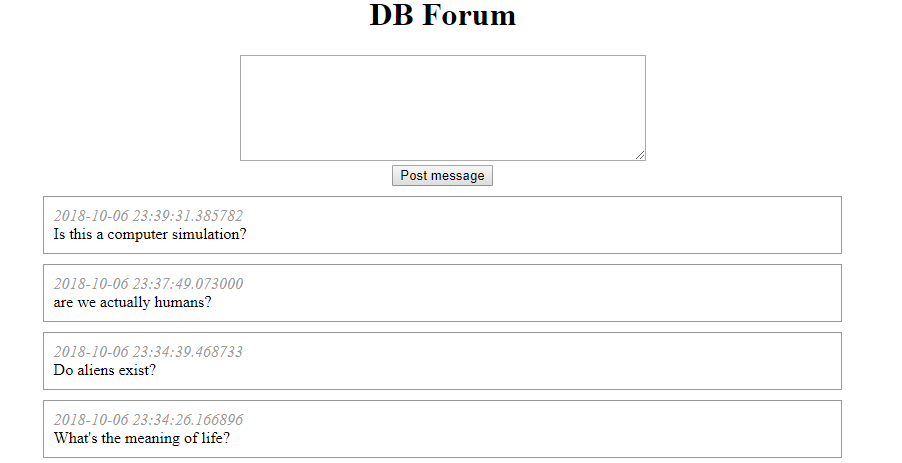 DB Forum
Post message
2018-10-06 23:39:31.385782
Is this a computer simulation?
2018-10-06 23:37:49.073000
are we actually humans?
2018-10-06 23:34:39.468733
Do aliens exist?
2018-10-06 23:34:26.166896
What's the meaning of life?